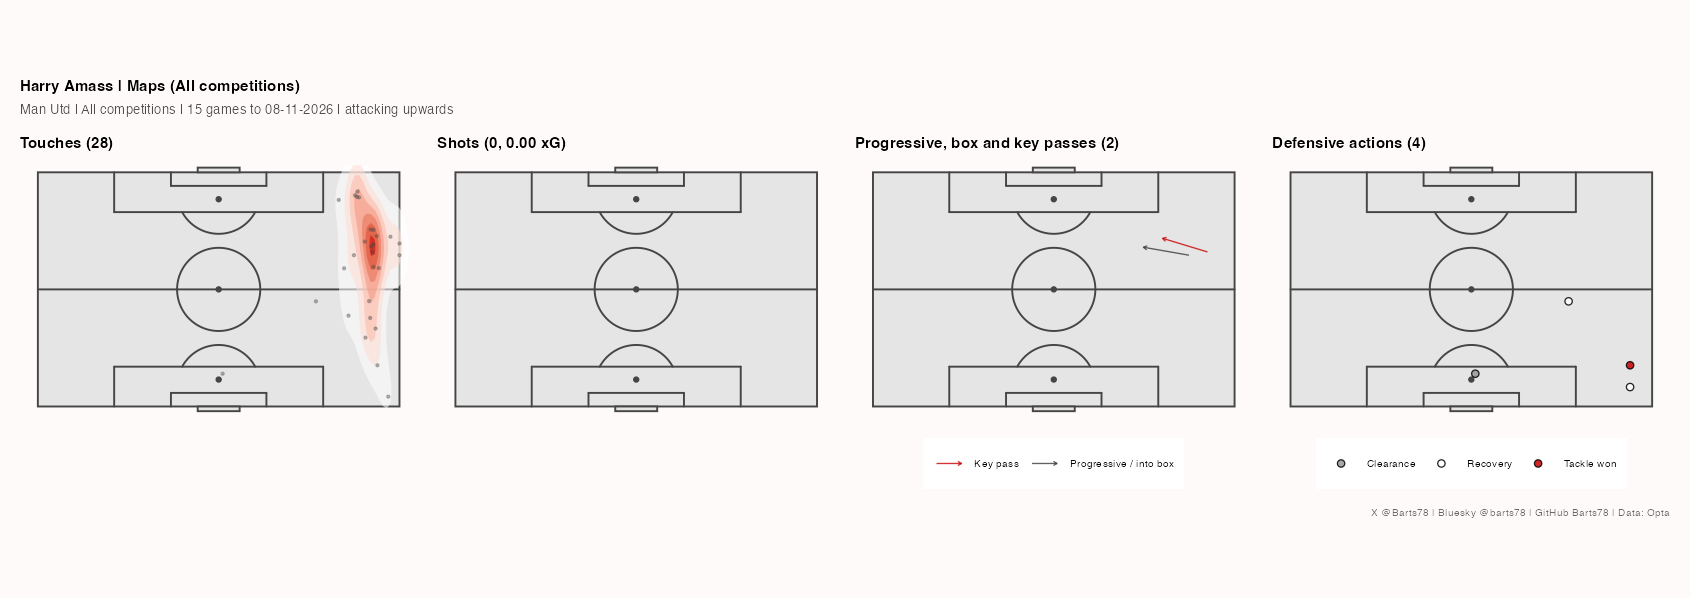 Harry Amass | Maps (All competitions)
Man Utd | All competitions | 15 games to 08-11-2026 | attacking upwards
Touches (28)
Shots (0, 0.00 xG)
Progressive, box and key passes (2)
Defensive actions (4)
Key pass
Progressive / into box
Clearance
Recovery
Tackle won
X @Barts78 | Bluesky @barts78 | GitHub Barts78 | Data: Opta